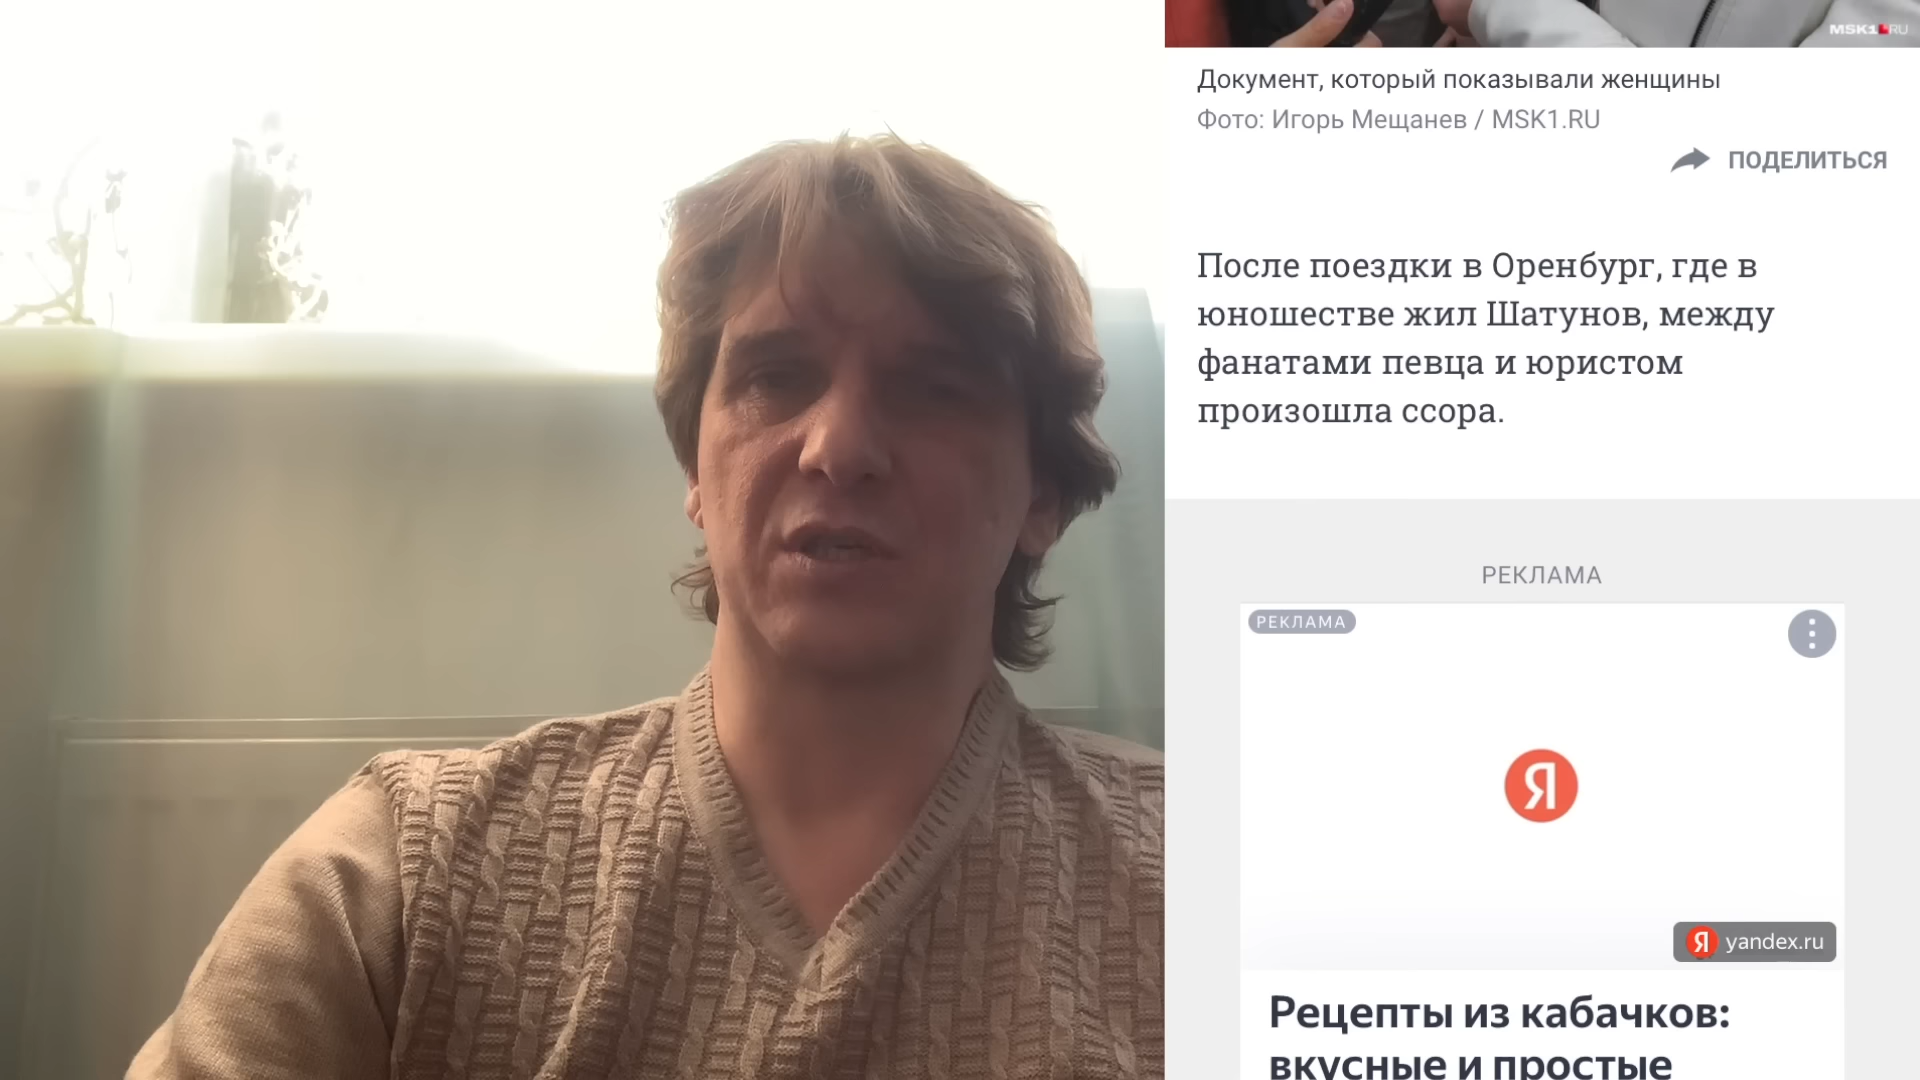 MSK1.RU
Документ, который показывали женщины
Фото: Игорь Мещанев / MSK1.RU
ПОДЕЛИТЬСЯ
После поездки в Оренбург, где в
юношестве жил Шатунов, между
фанатами певца и юристом
произошла ссора.
РЕКЛАМА
РЕКЛАМА
Я
Я yandex.ru
Рецепты из кабачков:
вкусные и простые